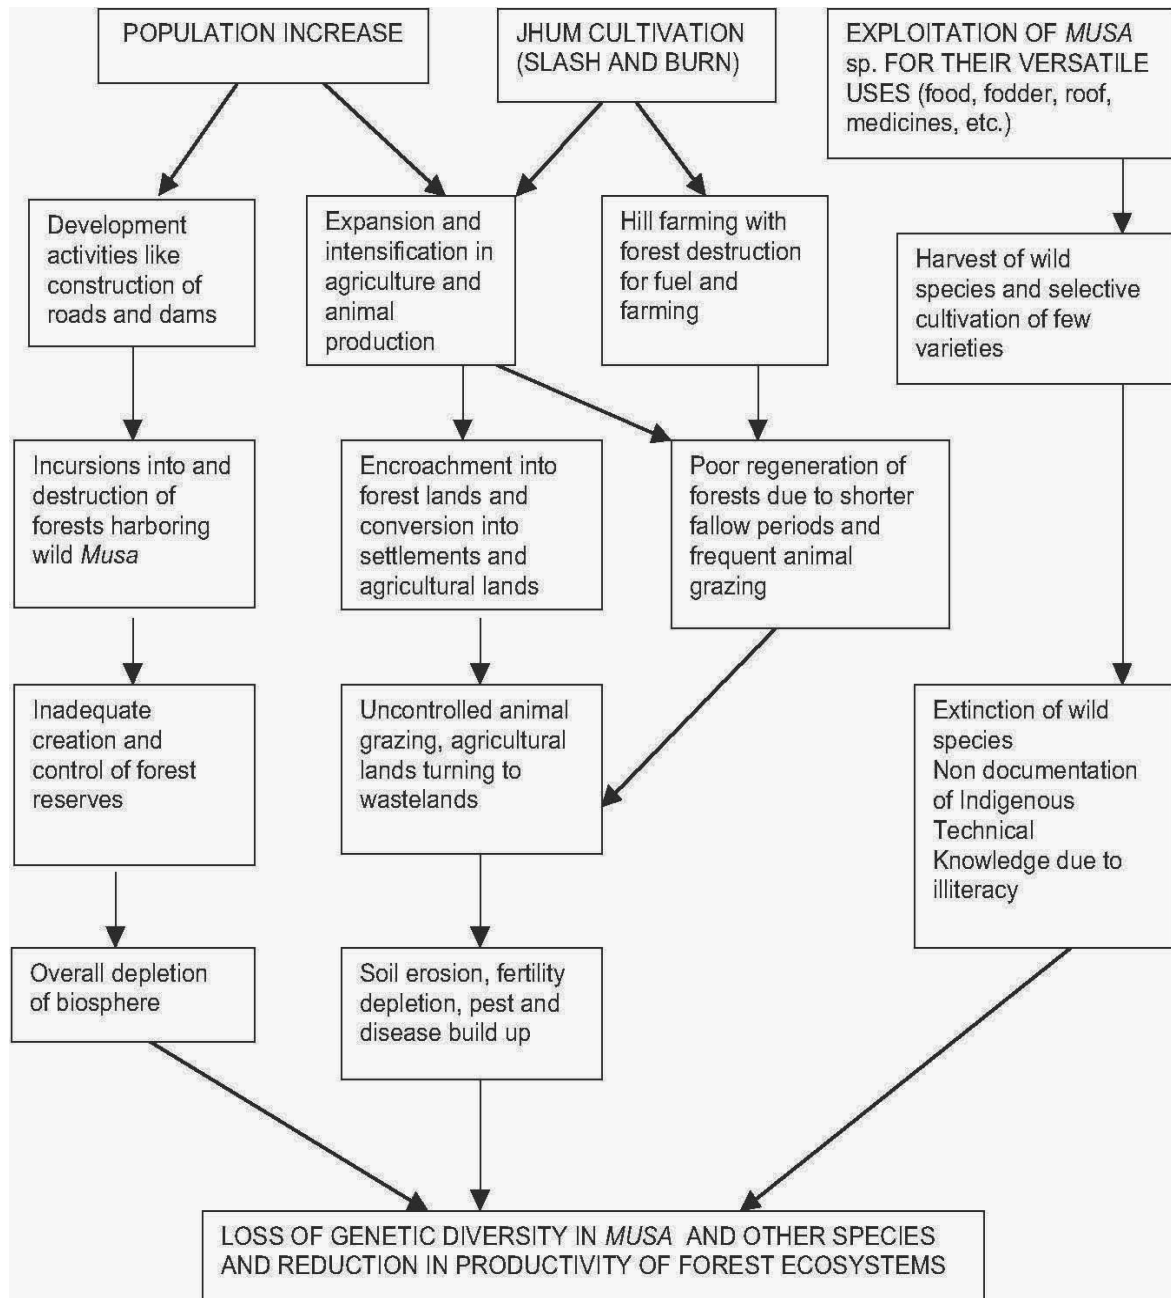 POPULATION INCREASE
JHUM CULTIVATION
(SLASH AND BURN)
EXPLOITATION OF MUSA
sp. FOR THEIR VERSATILE
USES (food, fodder, roof,
medicines, etc.)
Development
activities like
construction of
roads and dams
Expansion and
intensification in
agriculture and
animal
production
Hill farming with
forest destruction
for fuel and
farming
Harvest of wild
species and selective
cultivation of few
varieties
Incursions into and
destruction of
forests harboring
wild Musa
Encroachment into
forest lands and
conversion into
settlements and
agricultural lands
Poor regeneration of
forests due to shorter
fallow periods and
frequent animal
grazing
Inadequate
creation and
control of forest
reserves
Uncontrolled animal
grazing, agricultural
lands turning to
wastelands
Extinction of wild
species
Non documentation
of Indigenous
Technical
Knowledge due to
illiteracy
Overall depletion
of biosphere
Soil erosion, fertility
depletion, pest and
disease build up
LOSS OF GENETIC DIVERSITY IN MUSA AND OTHER SPECIES
AND REDUCTION IN PRODUCTIVITY OF FOREST ECOSYSTEMS